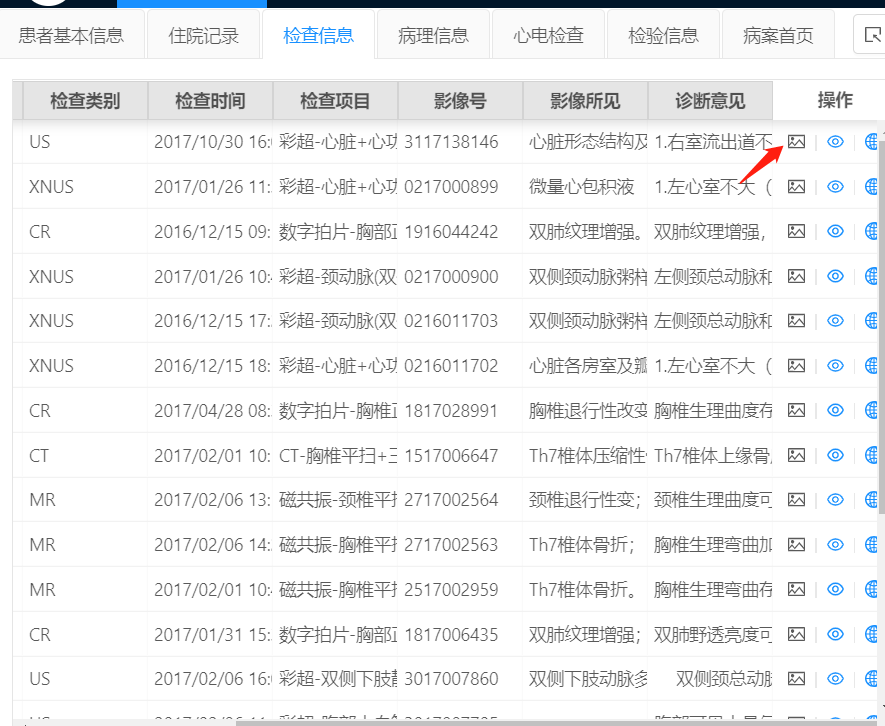 患者基本信息 住院记录 检查信息 病理信息 心电检查 检验信息 病案首页
检查类别 检查时间 检查项目 影像号 影像所见 诊断意见 操作
US 2017/10/30 16: 彩超-心脏+心功 3117138146 心脏形态结构及 1.右室流出道不
XNUS 2017/01/26 11: 彩超-心脏+心功 0217000899 微量心包积液 1.左心室不大（
CR 2016/12/15 09: 数字拍片-胸部正 1916044242 双肺纹理增强。 双肺纹理增强，
XNUS 2017/01/26 10: 彩超-颈动脉(双 0217000900 双侧颈动脉粥样 左侧颈总动脉和
XNUS 2016/12/15 17: 彩超-颈动脉(双 0216011703 双侧颈动脉粥样 左侧颈总动脉和
XNUS 2016/12/15 18: 彩超-心脏+心功 0216011702 心脏各房室及瓣 1.左心室不大（
CR 2017/04/28 08: 数字拍片-胸椎正 1817028991 胸椎退行性改变 胸椎生理曲度存
CT 2017/02/01 10: CT-胸椎平扫+三 1517006647 Th7椎体压缩性 Th7椎体上缘骨
MR 2017/02/06 13: 磁共振-颈椎平扫 2717002564 颈椎退行性变； 颈椎生理曲度可
MR 2017/02/06 14: 磁共振-胸椎平扫 2717002563 Th7椎体骨折； 胸椎生理弯曲加
MR 2017/02/01 10: 磁共振-胸椎平扫 2517002959 Th7椎体骨折。 胸椎生理弯曲存
CR 2017/01/31 15: 数字拍片-胸部正 1817006435 双肺纹理增强； 双肺野透亮度可
US 2017/02/06 16: 彩超-双侧下肢静 3017007860 双侧下肢动脉多 双侧颈总动脉